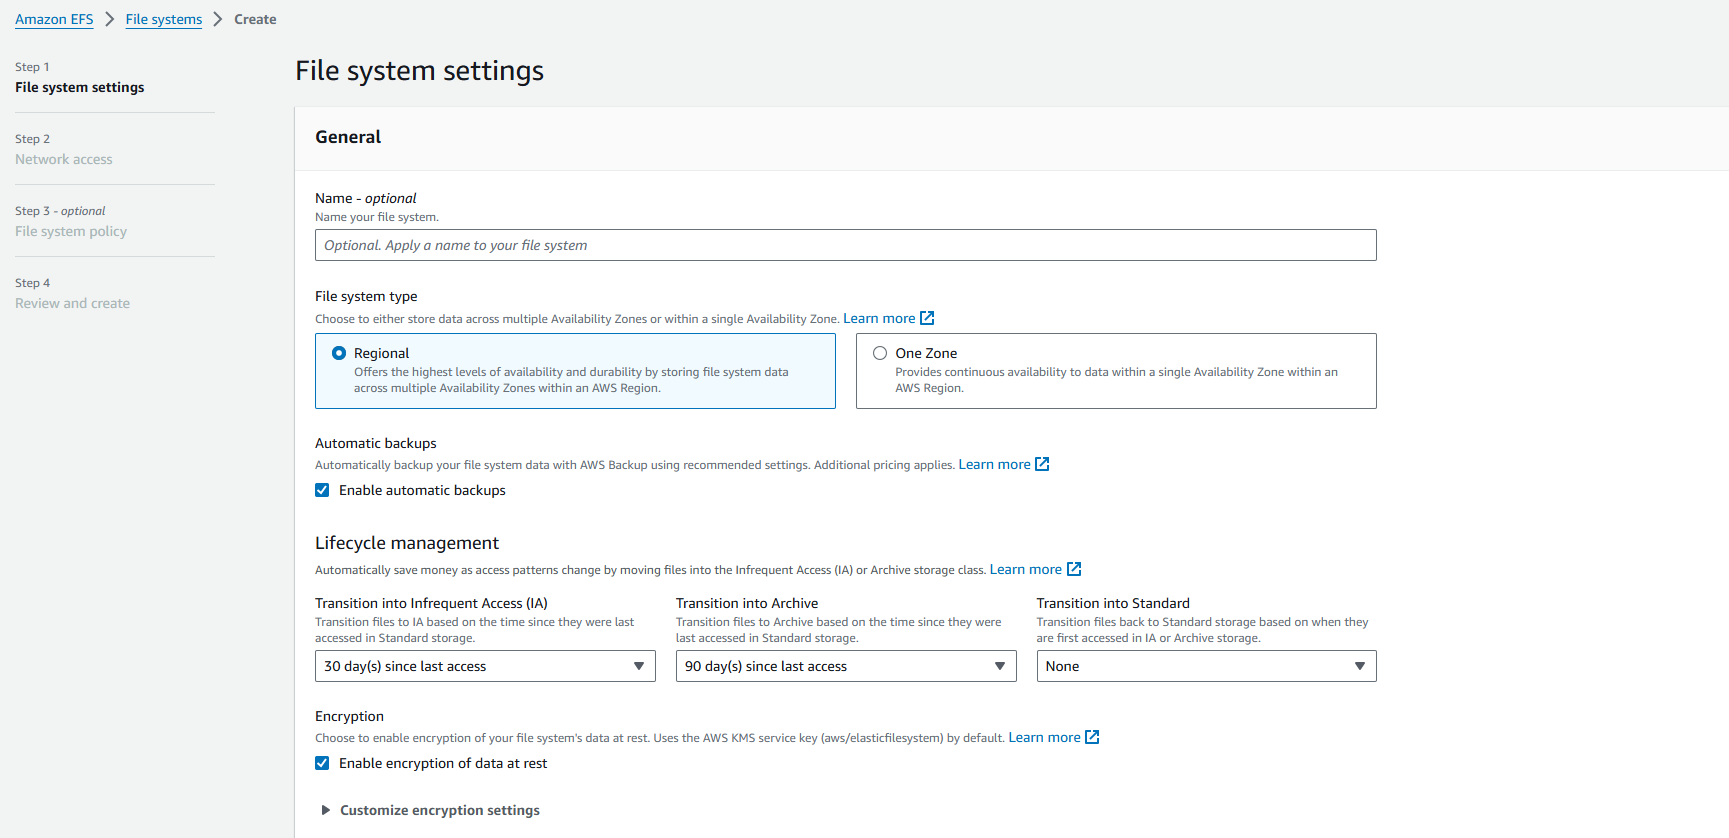 Amazon EFS > File systems > Create
Step 1
File system settings
Step 2
Network access
Step 3 - optional
File system policy
Step 4
Review and create
File system settings
General
Name - optional
Name your file system.
Optional. Apply a name to your file system
File system type
Choose to either store data across multiple Availability Zones or within a single Availability Zone. Learn more
Regional
Offers the highest levels of availability and durability by storing file system data
across multiple Availability Zones within an AWS Region.
One Zone
Provides continuous availability to data within a single Availability Zone within an
AWS Region.
Automatic backups
Automatically backup your file system data with AWS Backup using recommended settings. Additional pricing applies. Learn more
Enable automatic backups
Lifecycle management
Automatically save money as access patterns change by moving files into the Infrequent Access (IA) or Archive storage class. Learn more
Transition into Infrequent Access (IA)
Transition files to IA based on the time since they were last
accessed in Standard storage.
30 day(s) since last access
Transition into Archive
Transition files to Archive based on the time since they were
last accessed in Standard storage.
90 day(s) since last access
Transition into Standard
Transition files back to Standard storage based on when they
are first accessed in IA or Archive storage.
None
Encryption
Choose to enable encryption of your file system's data at rest. Uses the AWS KMS service key (aws/elasticfilesystem) by default. Learn more
Enable encryption of data at rest
Customize encryption settings